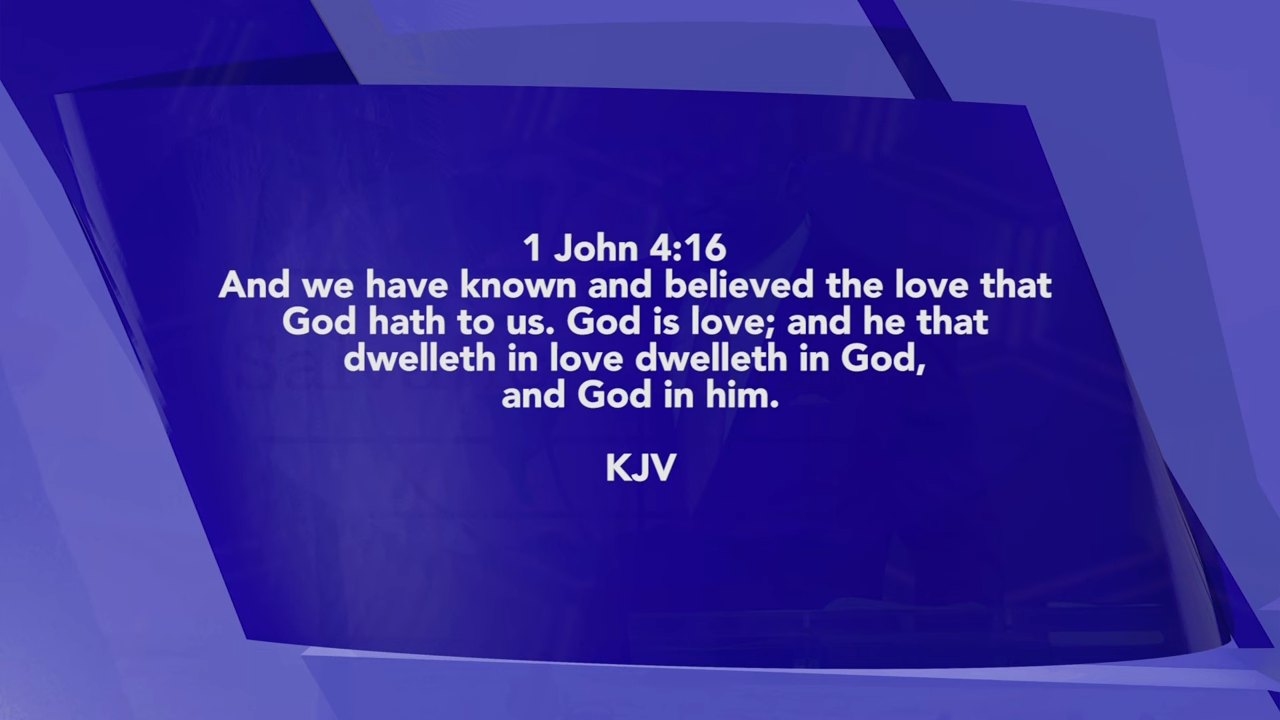 1 John 4:16
And we have known and believed the love that
God hath to us. God is love; and he that
dwelleth in love dwelleth in God,
and God in him.
KJV